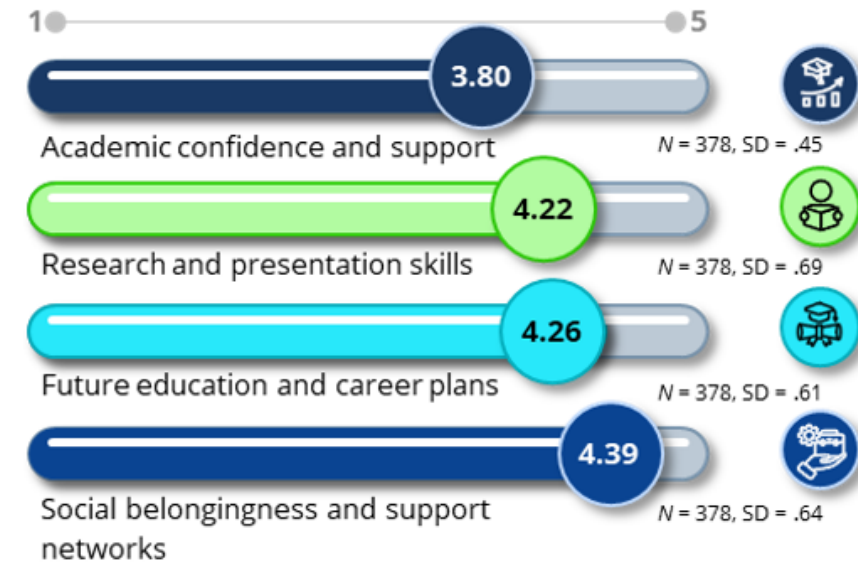 1 5
3.80
Academic confidence and support N = 378, SD = .45
4.22
Research and presentation skills N = 378, SD = .69
4.26
Future education and career plans N = 378, SD = .61
4.39
Social belongingness and support N = 378, SD = .64
networks